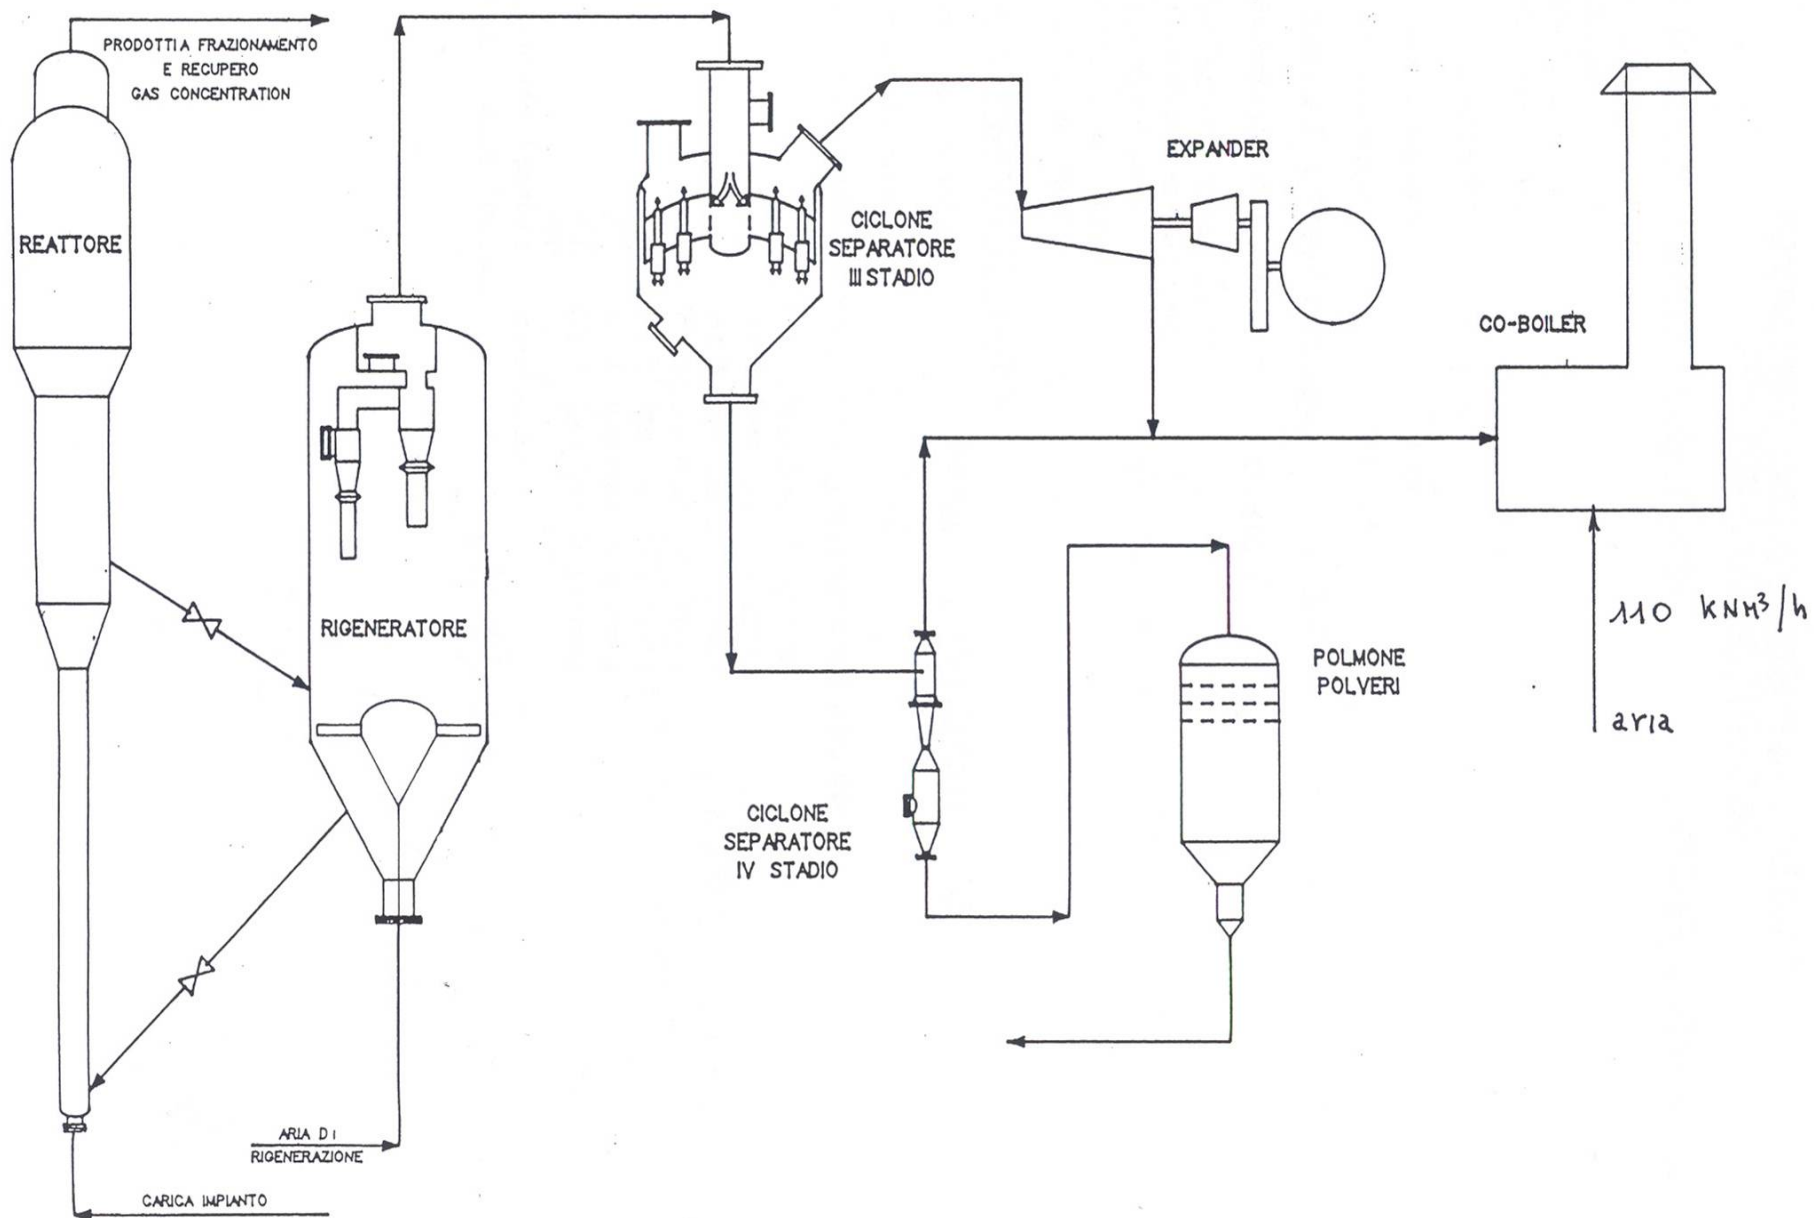 PRODOTTI A FRAZIONAMENTO
E RECUPERO
GAS CONCENTRATION
REATTORE
EXPANDER
CICLONE
SEPARATORE
III STADIO
CO-BOILER
RIGENERATORE
110 KNM³/h
POLMONE
POLVERI
aria
CICLONE
SEPARATORE
IV STADIO
ARIA DI
RIGENERAZIONE
CARICA IMPIANTO